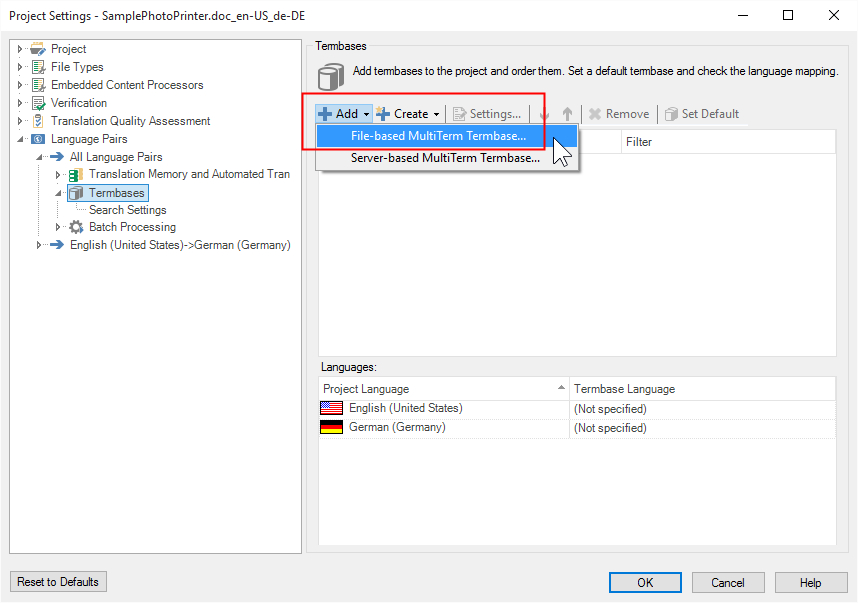 Project Settings - SamplePhotoPrinter.doc_en-US_de-DE
Project
File Types
Embedded Content Processors
Verification
Translation Quality Assessment
Language Pairs
All Language Pairs
Translation Memory and Automated Tran
Termbases
Search Settings
Batch Processing
English (United States)->German (Germany)
Termbases
Add termbases to the project and order them. Set a default termbase and check the language mapping.
Add Create Settings... Remove Set Default
File-based MultiTerm Termbase...
Server-based MultiTerm Termbase...
Filter
Languages:
Project Language Termbase Language
English (United States) (Not specified)
German (Germany) (Not specified)
Reset to Defaults OK Cancel Help